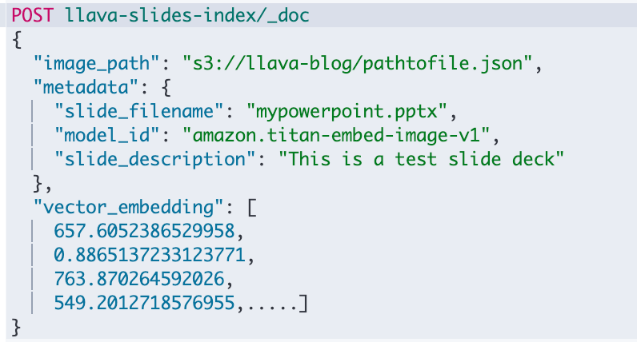 POST llava-slides-index/_doc
{
  "image_path": "s3://llava-blog/pathtofile.json",
  "metadata": {
    "slide_filename": "mypowerpoint.pptx",
    "model_id": "amazon.titan-embed-image-v1",
    "slide_description": "This is a test slide deck"
  },
  "vector_embedding": [
    657.6052386529958,
    0.8865137233123771,
    763.870264592026,
    549.2012718576955,.....]
}